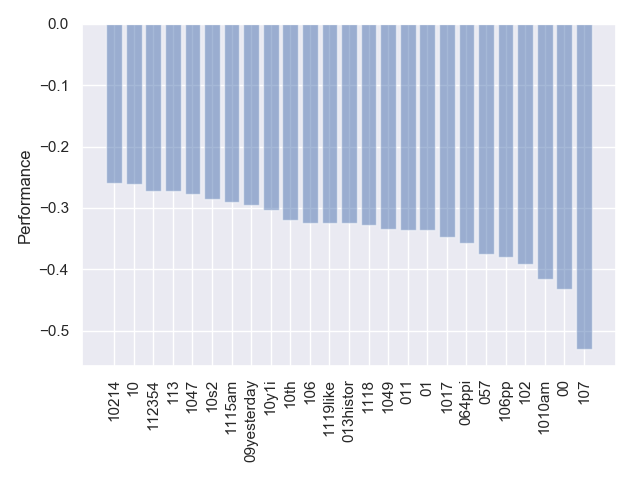 0.0
−0.1
−0.2
−0.3
−0.4
−0.5
Performance
10214
10
112354
113
1047
10s2
1115am
09yesterday
10y1i
10th
106
1119like
013histor
1118
1049
011
01
1017
064ppi
057
106pp
102
1010am
00
107